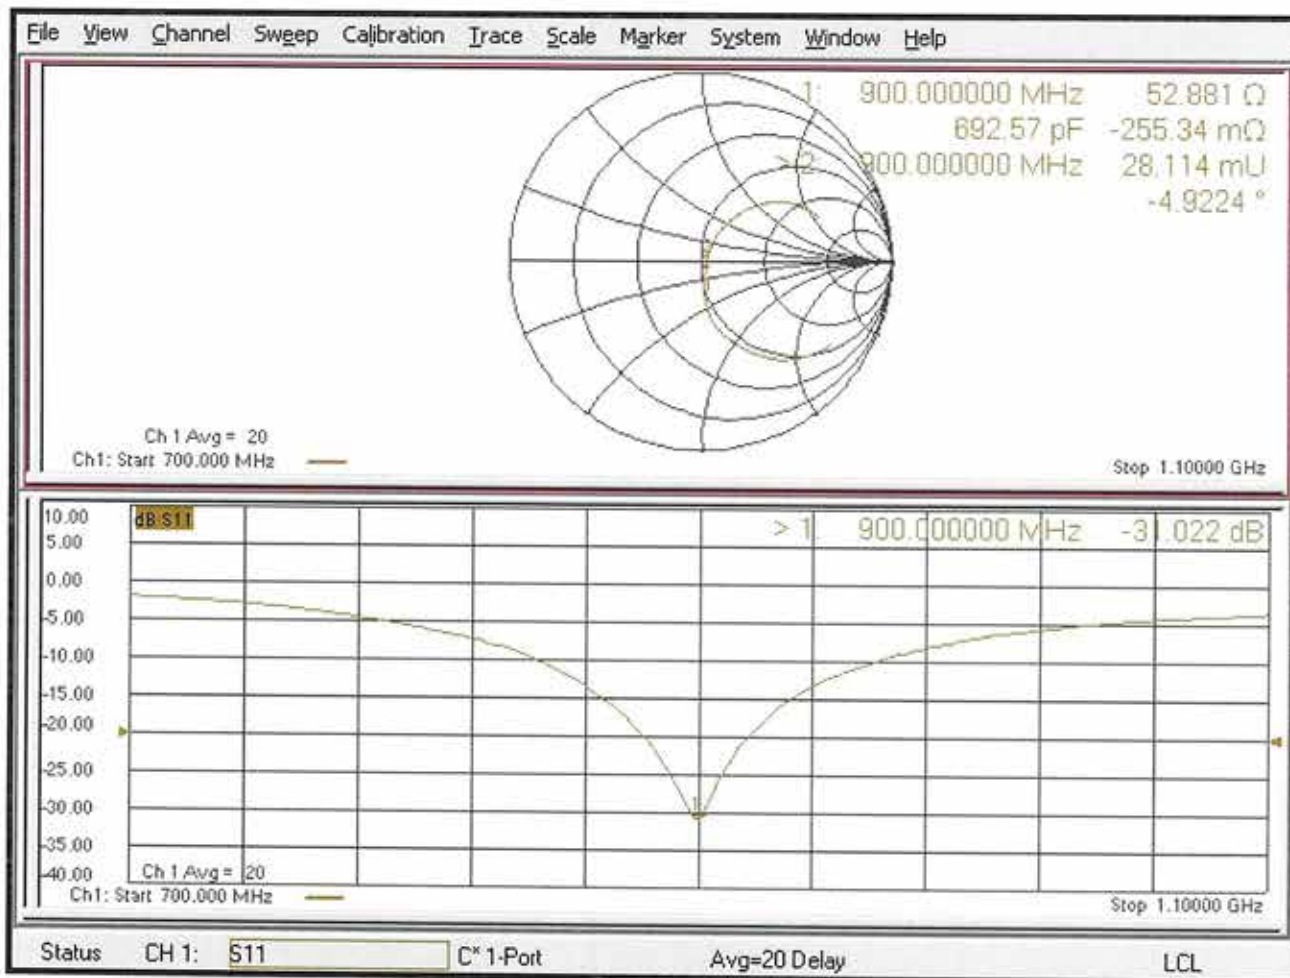 File View Channel Sweep Calibration Trace Scale Marker System Window Help
1: 900.000000 MHz 52.881 Ω
692.57 pF -255.34 mΩ
> 2: 900.000000 MHz 28.114 mU
-4.9224 °
Ch 1 Avg = 20
Ch1: Start 700.000 MHz
Stop 1.10000 GHz
10.00
dB S11
> 1: 900.000000 MHz -31.022 dB
5.00
0.00
-5.00
-10.00
-15.00
-20.00
-25.00
-30.00
1
-35.00
-40.00
Ch 1 Avg = 20
Ch1: Start 700.000 MHz
Stop 1.10000 GHz
Status CH 1: S11 C* 1-Port Avg=20 Delay LCL